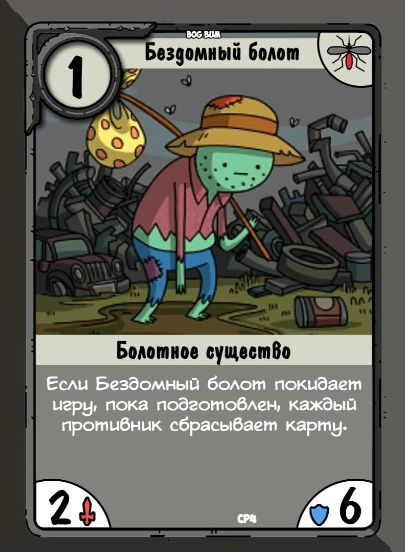 BOG BUM
Бездомный болот
1
Болотное существо
Если Бездомный болот покидает
игру, пока подготовлен, каждый
противник сбрасывает карту.
2
CP4
6